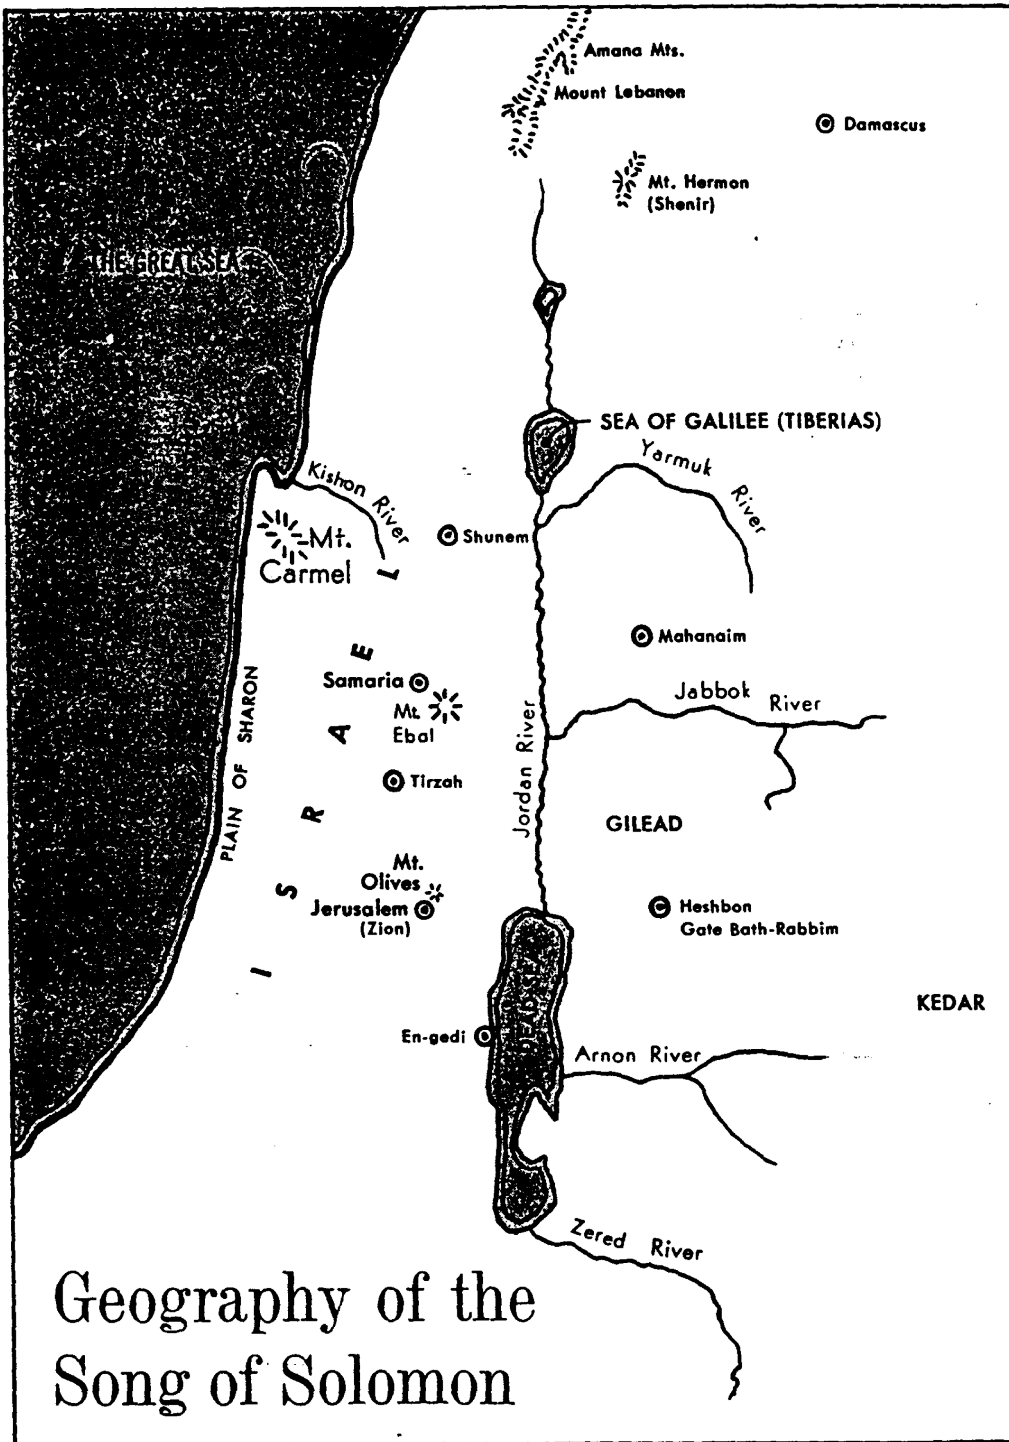 Amana Mts.
Mount Lebanon
Damascus
Mt. Hermon
(Shenir)
THE GREAT SEA
SEA OF GALILEE (TIBERIAS)
Yarmuk River
Kishon River
Shunem
Mt.
Carmel
ISRAEL
Mahanaim
Samaria
Mt.
Ebal
Jabbok River
PLAIN OF SHARON
Jordan River
Tirzah
GILEAD
Mt.
Olives
Jerusalem
(Zion)
Heshbon
Gate Bath-Rabbim
KEDAR
DEAD SEA
En-gedi
Arnon River
Zered River
Geography of the
Song of Solomon